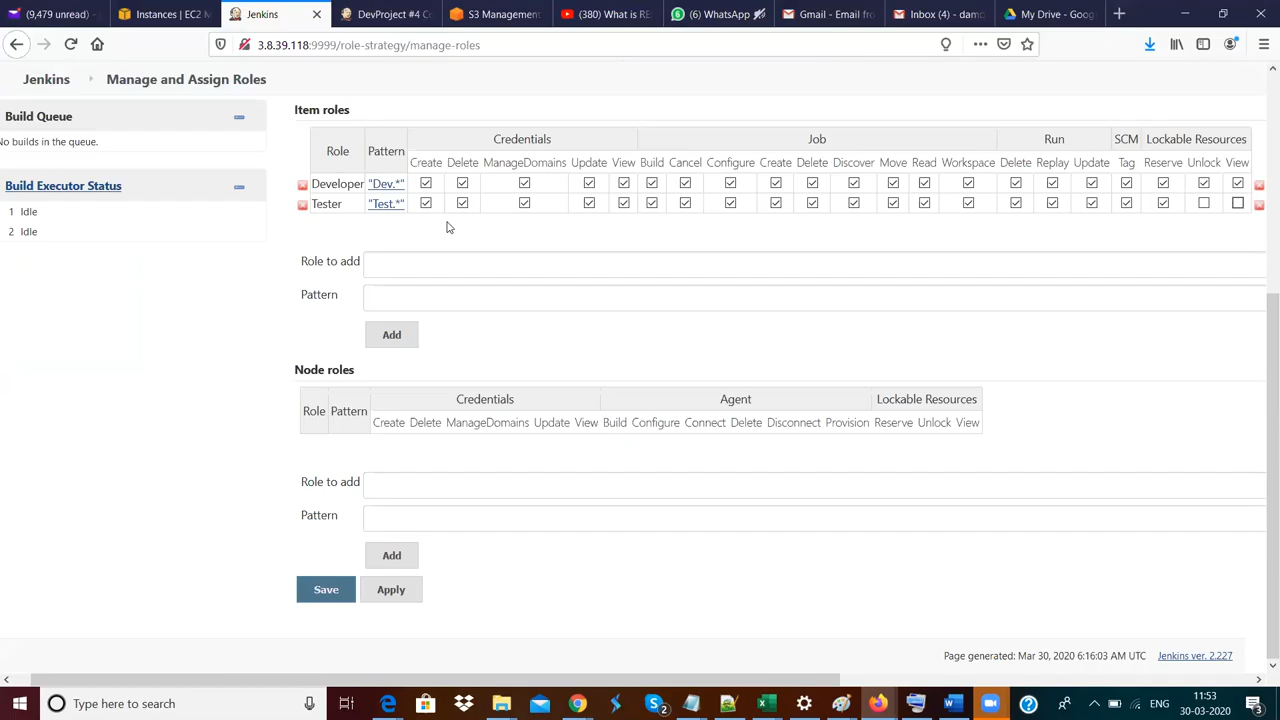 (9,479 unread)
Instances | EC2
Jenkins
DevProject #4 Co
S3 Management
(380) What is RE
(6) WhatsApp
Gmail - Email from
Inbox (4) - damo
My Drive - Goog
3.8.39.118:9999/role-strategy/manage-roles
Jenkins
Manage and Assign Roles
Build Queue
No builds in the queue.
Build Executor Status
1 Idle
2 Idle
Item roles
Role Pattern Credentials Job Run SCM Lockable Resources
Create Delete ManageDomains Update View Build Cancel Configure Create Delete Discover Move Read Workspace Delete Replay Update Tag Reserve Unlock View
Developer "Dev.*"
Tester "Test.*"
Role to add
Pattern
Add
Node roles
Role Pattern Credentials Agent Lockable Resources
Create Delete ManageDomains Update View Build Configure Connect Delete Disconnect Provision Reserve Unlock View
Role to add
Pattern
Add
Save Apply
Page generated: Mar 30, 2020 6:16:03 AM UTC Jenkins ver. 2.227
Type here to search
2
ENG
11:53
30-03-2020
3